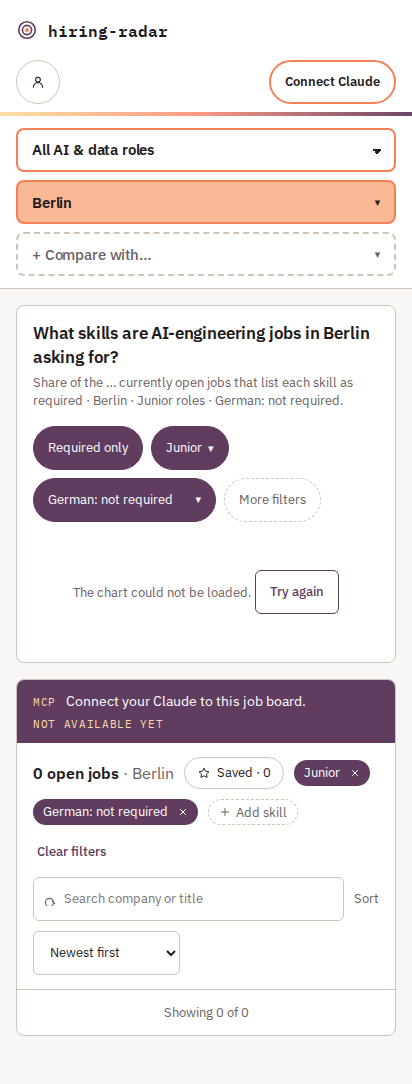 hiring-radar
Connect Claude
All AI & data roles
Berlin
+ Compare with...
What skills are AI-engineering jobs in Berlin
asking for?
Share of the … currently open jobs that list each skill as
required · Berlin · Junior roles · German: not required.
Required only
Junior ▾
German: not required ▾
More filters
The chart could not be loaded.
Try again
MCP Connect your Claude to this job board.
NOT AVAILABLE YET
0 open jobs · Berlin
Saved · 0
Junior ×
German: not required ×
+ Add skill
Clear filters
Search company or title
Sort
Newest first
Showing 0 of 0